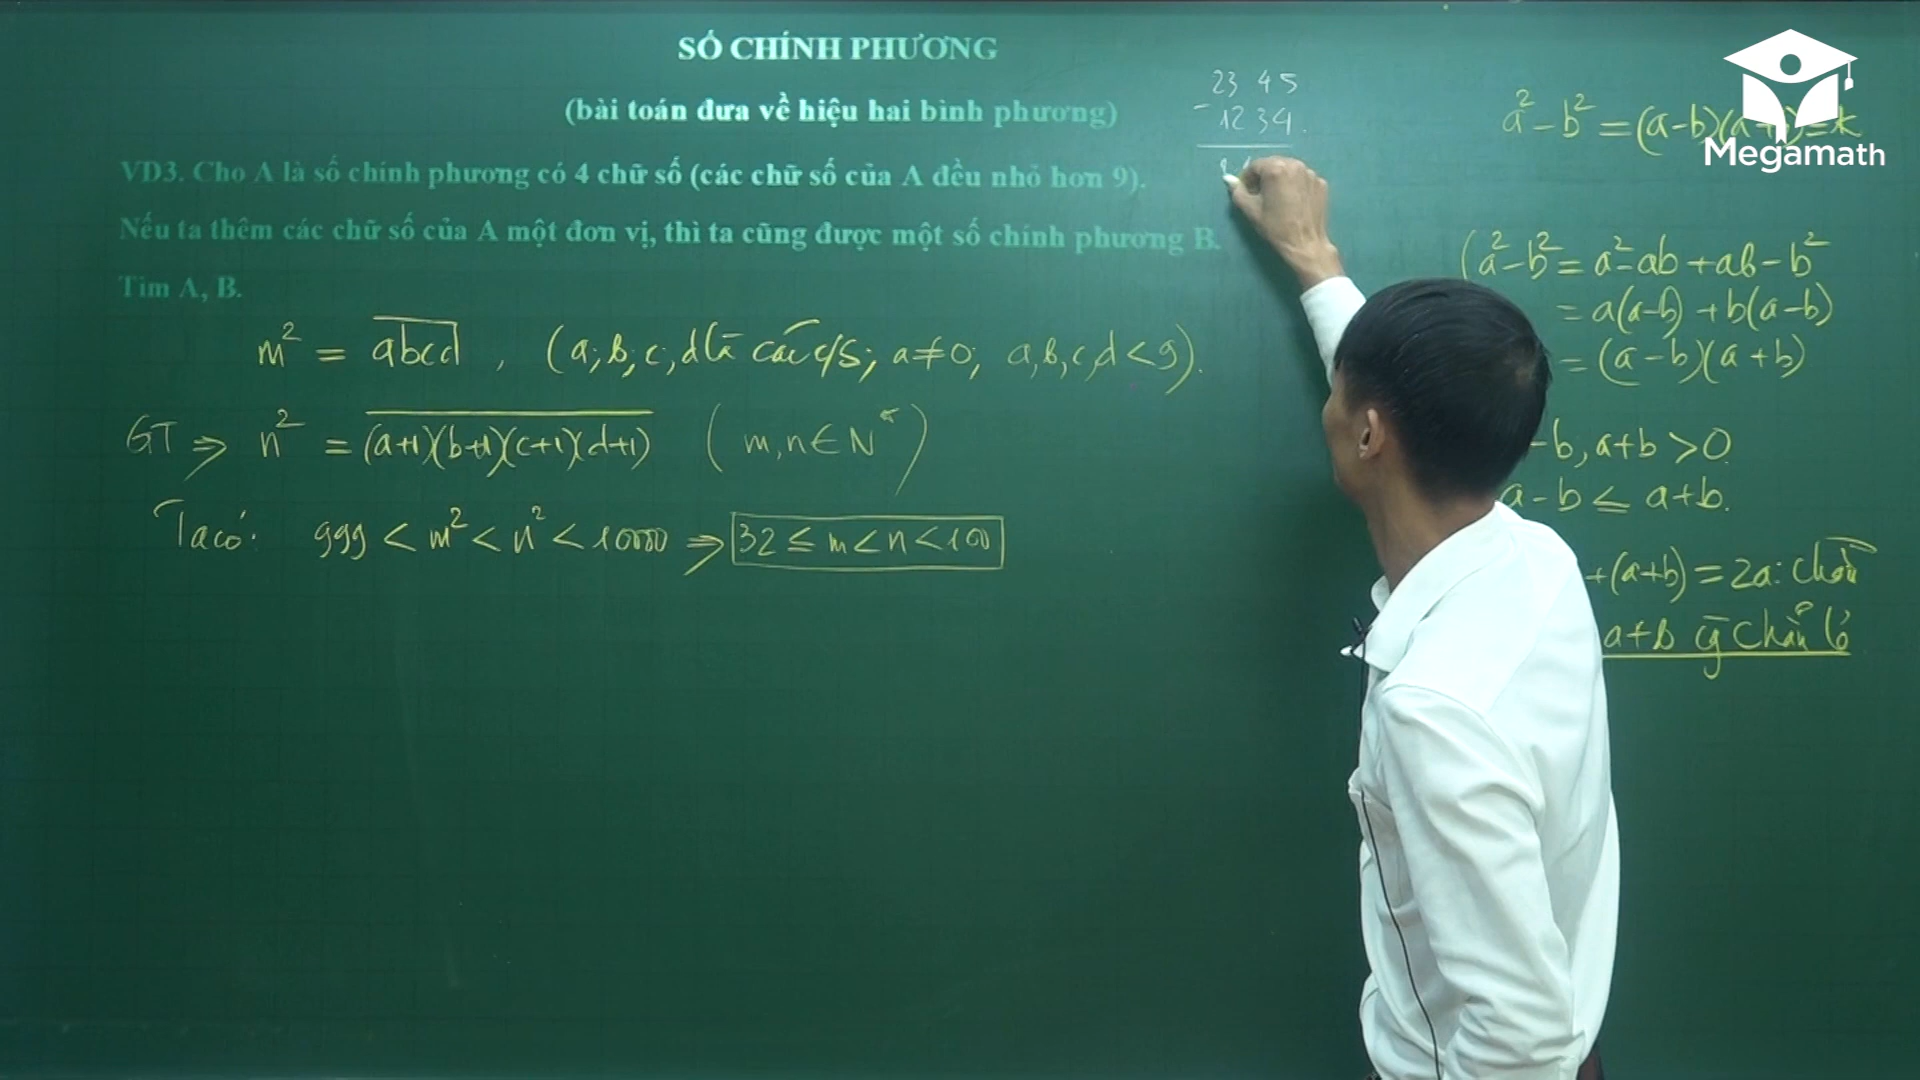 SỐ CHÍNH PHƯƠNG
(bài toán đưa về hiệu hai bình phương)
VD3. Cho A là số chính phương có 4 chữ số (các chữ số của A đều nhỏ hơn 9).
Nếu ta thêm các chữ số của A một đơn vị, thì ta cũng được một số chính phương B.
Tìm A, B.
m² = abcd , (a; b; c; d là các c/s; a ≠ 0; a,b,c,d < 9).
GT ⇒ n² = (a+1)(b+1)(c+1)(d+1) ( m,n ∈ N* )
Ta có: 999 < m² < n² < 10000 ⇒ 32 ≤ m < n < 100
2345
- 1234
a² - b² = (a-b)(a+b) = k
Megamath
(a² - b² = a² - ab + ab - b²
= a(a-b) + b(a-b)
= (a-b)(a+b)
-b, a+b > 0
a-b ≤ a+b.
+(a+b) = 2a: chẵn
a+b cg chẵn lẻ